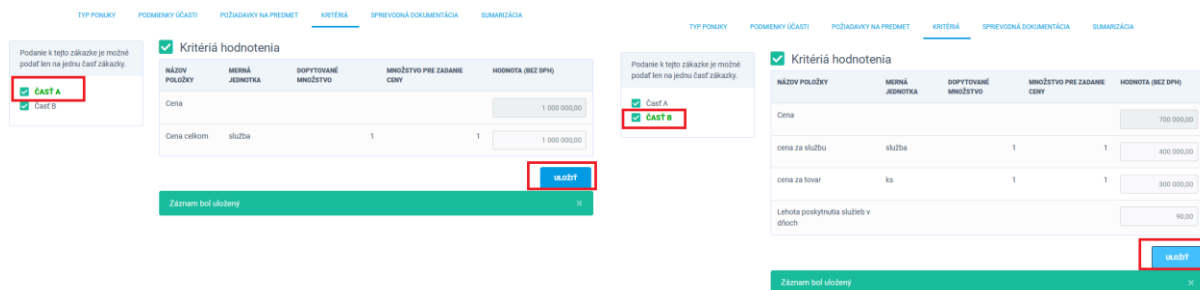 TYP PONUKY PODMIENKY ÚČASTI POŽIADAVKY NA PREDMET KRITÉRIÁ SPRIEVODNÁ DOKUMENTÁCIA SUMARIZÁCIA
Podanie k tejto zákazke je možné
podať len na jednu časť zákazky.
ČASŤ A
Časť B
Kritériá hodnotenia
NÁZOV POLOŽKY MERNÁ JEDNOTKA DOPYTOVANÉ MNOŽSTVO MNOŽSTVO PRE ZADANIE CENY HODNOTA (BEZ DPH)
Cena 1 000 000,00
Cena celkom služba 1 1 1 000 000,00
ULOŽIŤ
Záznam bol uložený ×
TYP PONUKY PODMIENKY ÚČASTI POŽIADAVKY NA PREDMET KRITÉRIÁ SPRIEVODNÁ DOKUMENTÁCIA SUMARIZÁCIA
Podanie k tejto zákazke je možné
podať len na jednu časť zákazky.
Časť A
ČASŤ B
Kritériá hodnotenia
NÁZOV POLOŽKY MERNÁ JEDNOTKA DOPYTOVANÉ MNOŽSTVO MNOŽSTVO PRE ZADANIE CENY HODNOTA (BEZ DPH)
Cena 700 000,00
cena za službu služba 1 1 400 000,00
cena za tovar ks 1 1 300 000,00
Lehota poskytnutia služieb v
dňoch 90,00
ULOŽIŤ
Záznam bol uložený ×